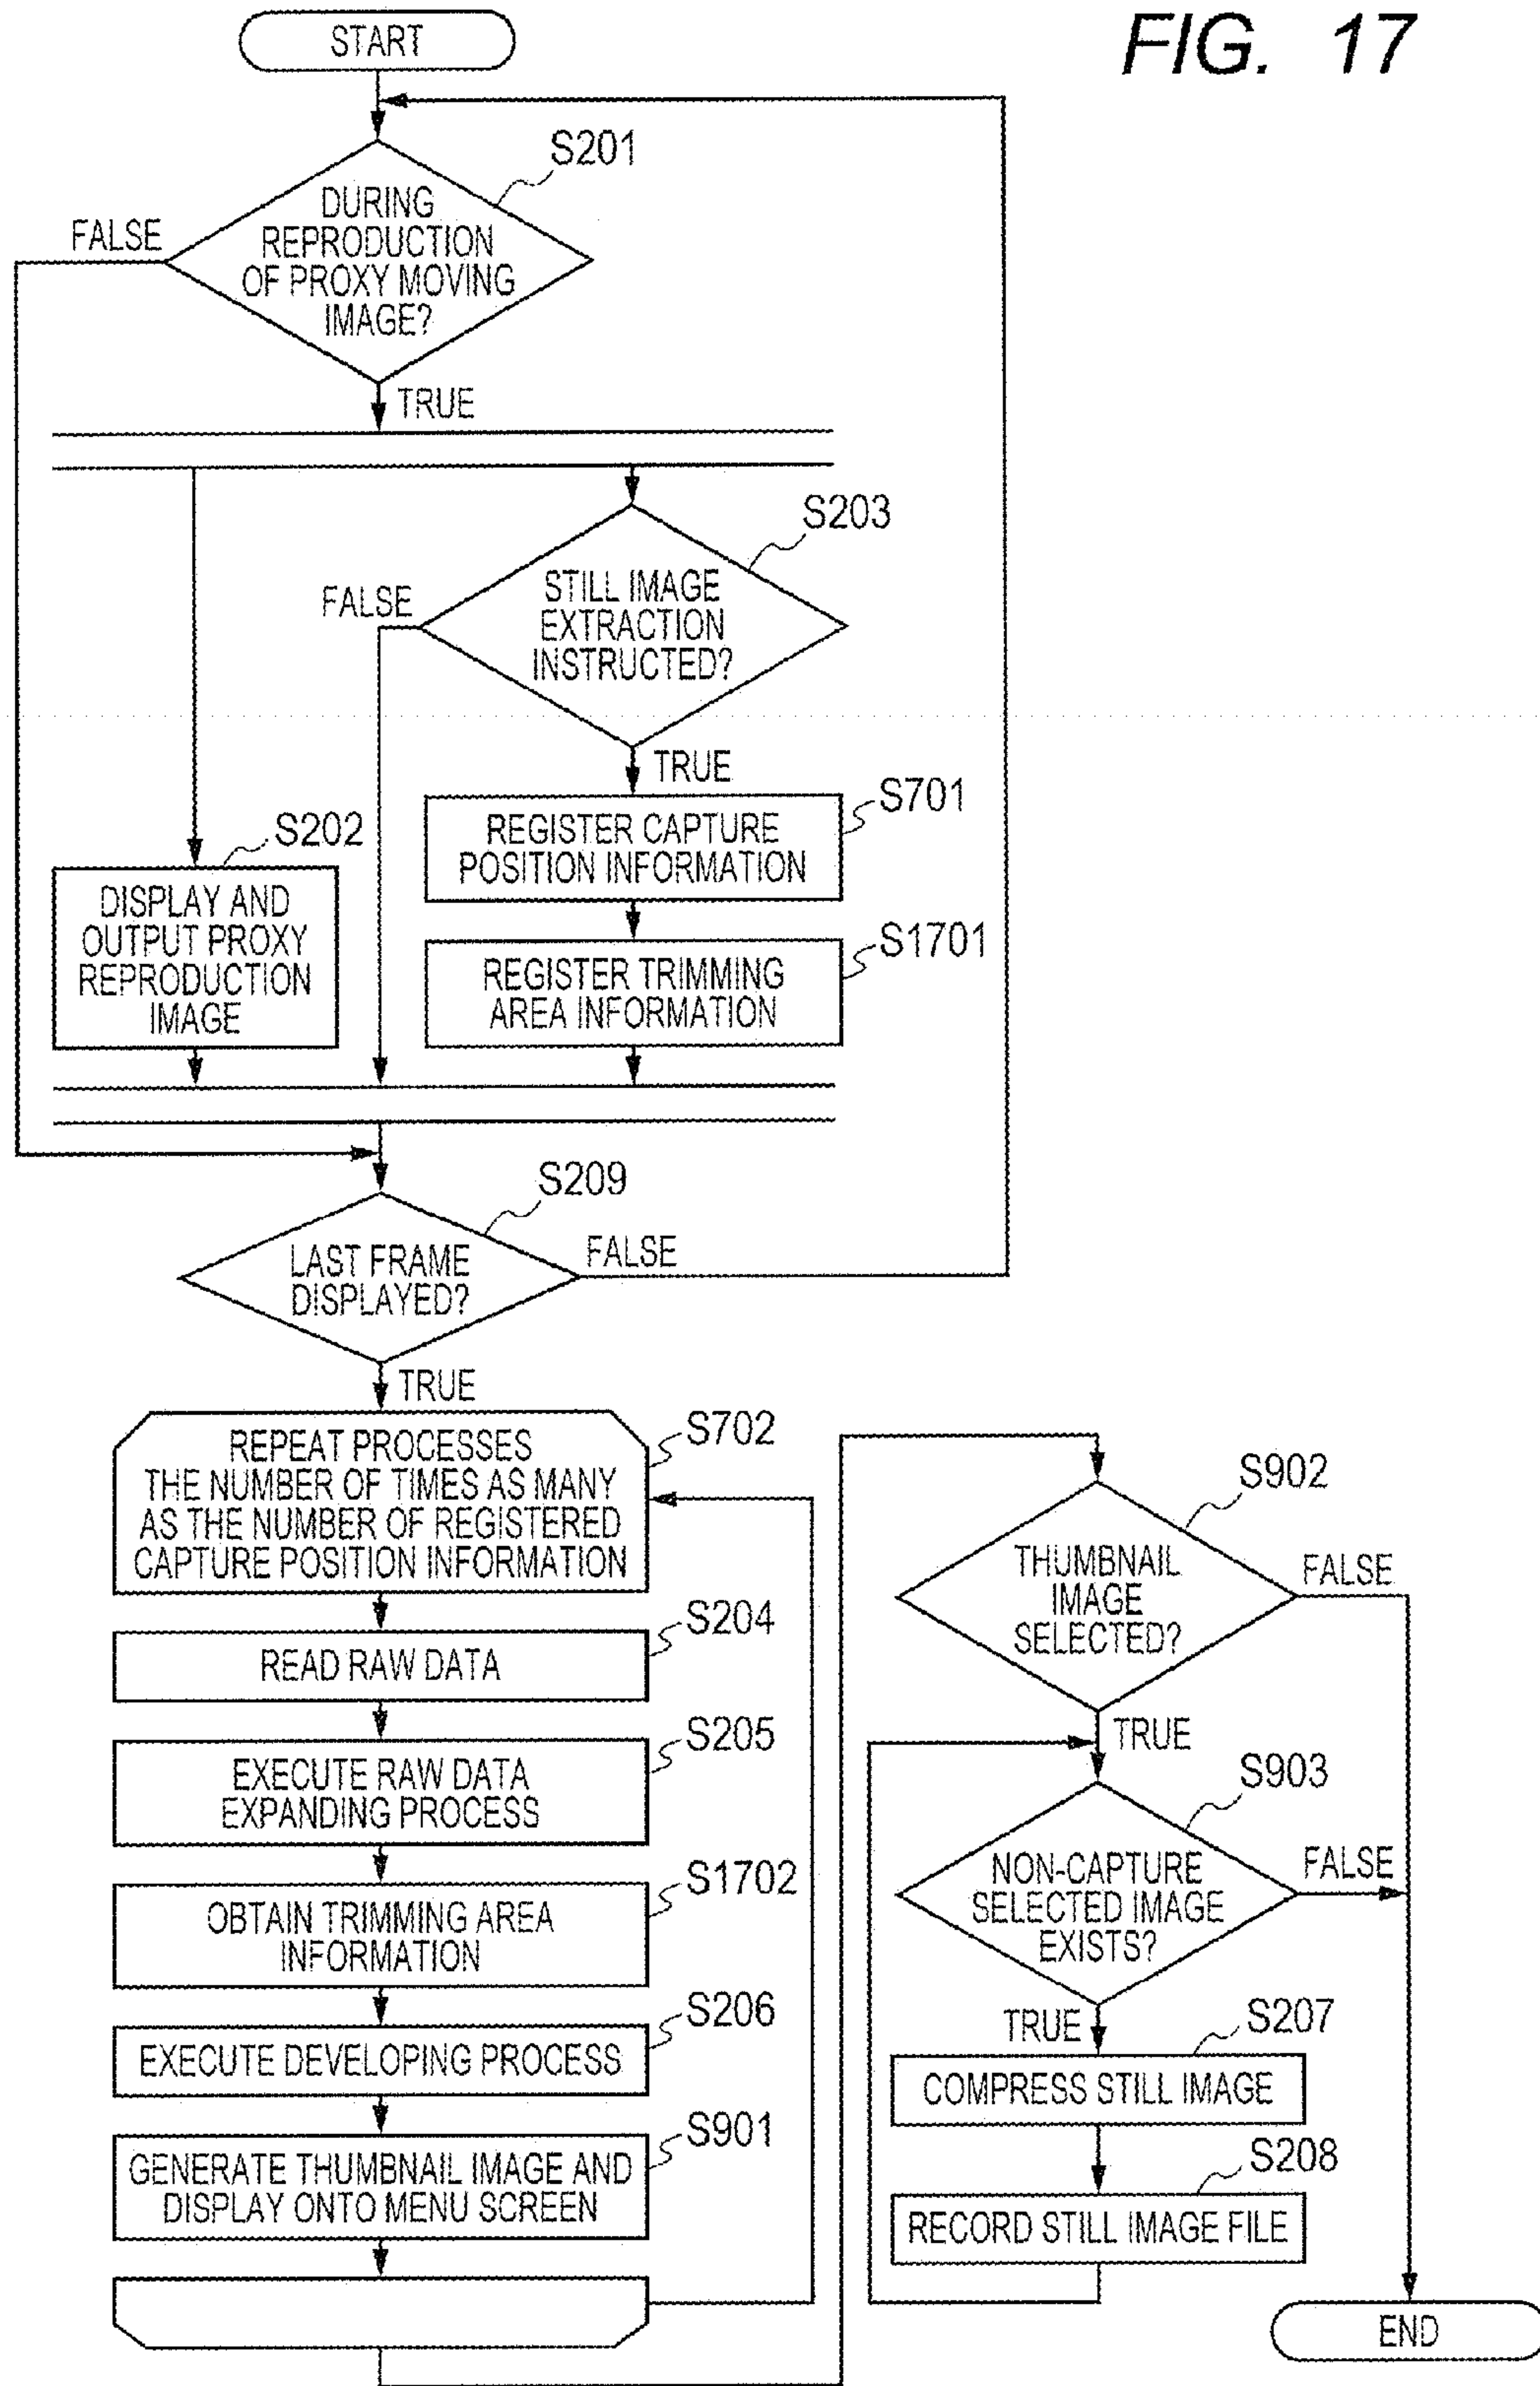 FIG. 17
START
S201
DURING
REPRODUCTION
OF PROXY MOVING
IMAGE?
FALSE
TRUE
S203
STILL IMAGE
EXTRACTION
INSTRUCTED?
FALSE
TRUE
S701
REGISTER CAPTURE
POSITION INFORMATION
S202
DISPLAY AND
OUTPUT PROXY
REPRODUCTION
IMAGE
S1701
REGISTER TRIMMING
AREA INFORMATION
S209
LAST FRAME
DISPLAYED?
FALSE
TRUE
S702
REPEAT PROCESSES
THE NUMBER OF TIMES AS MANY
AS THE NUMBER OF REGISTERED
CAPTURE POSITION INFORMATION
S204
READ RAW DATA
S205
EXECUTE RAW DATA
EXPANDING PROCESS
S1702
OBTAIN TRIMMING AREA
INFORMATION
S206
EXECUTE DEVELOPING PROCESS
S901
GENERATE THUMBNAIL IMAGE AND
DISPLAY ONTO MENU SCREEN
S902
THUMBNAIL
IMAGE
SELECTED?
FALSE
TRUE
S903
NON-CAPTURE
SELECTED IMAGE
EXISTS?
FALSE
TRUE
S207
COMPRESS STILL IMAGE
S208
RECORD STILL IMAGE FILE
END